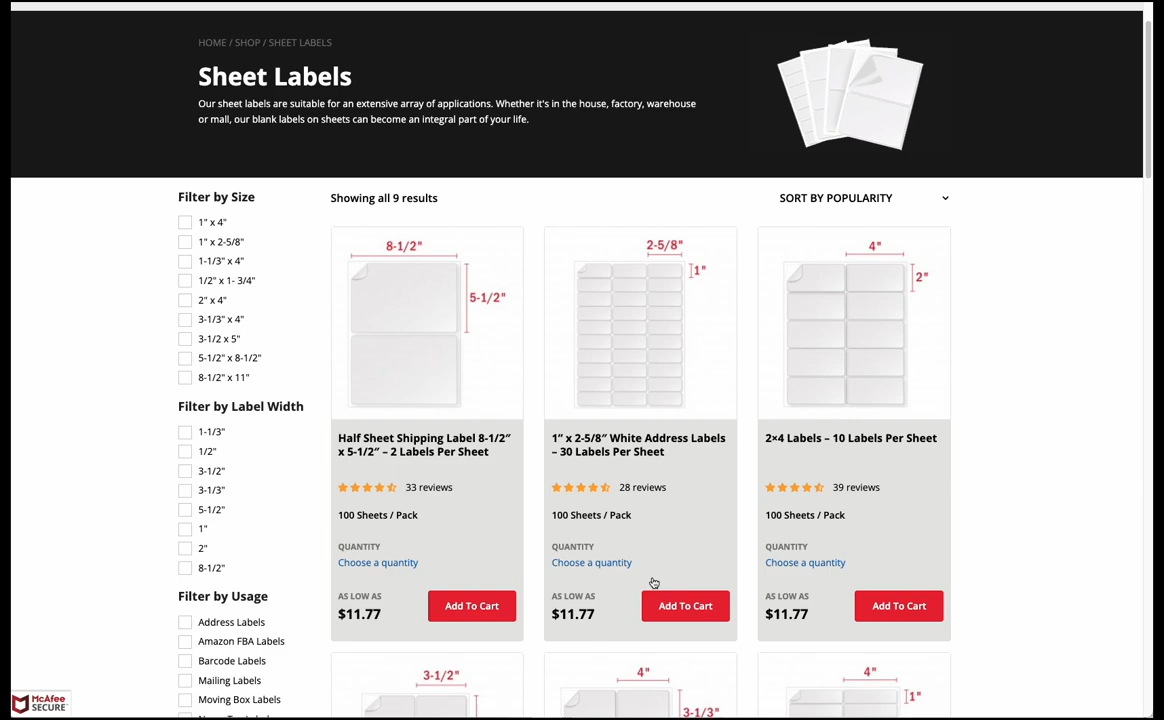 HOME / SHOP / SHEET LABELS
Sheet Labels
Our sheet labels are suitable for an extensive array of applications. Whether it's in the house, factory, warehouse
or mall, our blank labels on sheets can become an integral part of your life.
Filter by Size
1" x 4"
1" x 2-5/8"
1-1/3" x 4"
1/2" x 1- 3/4"
2" x 4"
3-1/3" x 4"
3-1/2 x 5"
5-1/2" x 8-1/2"
8-1/2" x 11"
Filter by Label Width
1-1/3"
1/2"
3-1/2"
3-1/3"
5-1/2"
1"
2"
8-1/2"
Filter by Usage
Address Labels
Amazon FBA Labels
Barcode Labels
Mailing Labels
Moving Box Labels
Showing all 9 results
SORT BY POPULARITY
8-1/2"
5-1/2"
Half Sheet Shipping Label 8-1/2″
x 5-1/2″ – 2 Labels Per Sheet
33 reviews
100 Sheets / Pack
QUANTITY
Choose a quantity
AS LOW AS
$11.77
Add To Cart
2-5/8"
1"
1” x 2-5/8” White Address Labels
– 30 Labels Per Sheet
28 reviews
100 Sheets / Pack
QUANTITY
Choose a quantity
AS LOW AS
$11.77
Add To Cart
4"
2"
2×4 Labels – 10 Labels Per Sheet
39 reviews
100 Sheets / Pack
QUANTITY
Choose a quantity
AS LOW AS
$11.77
Add To Cart
3-1/2"
4"
3-1/3"
4"
1"
McAfee
SECURE